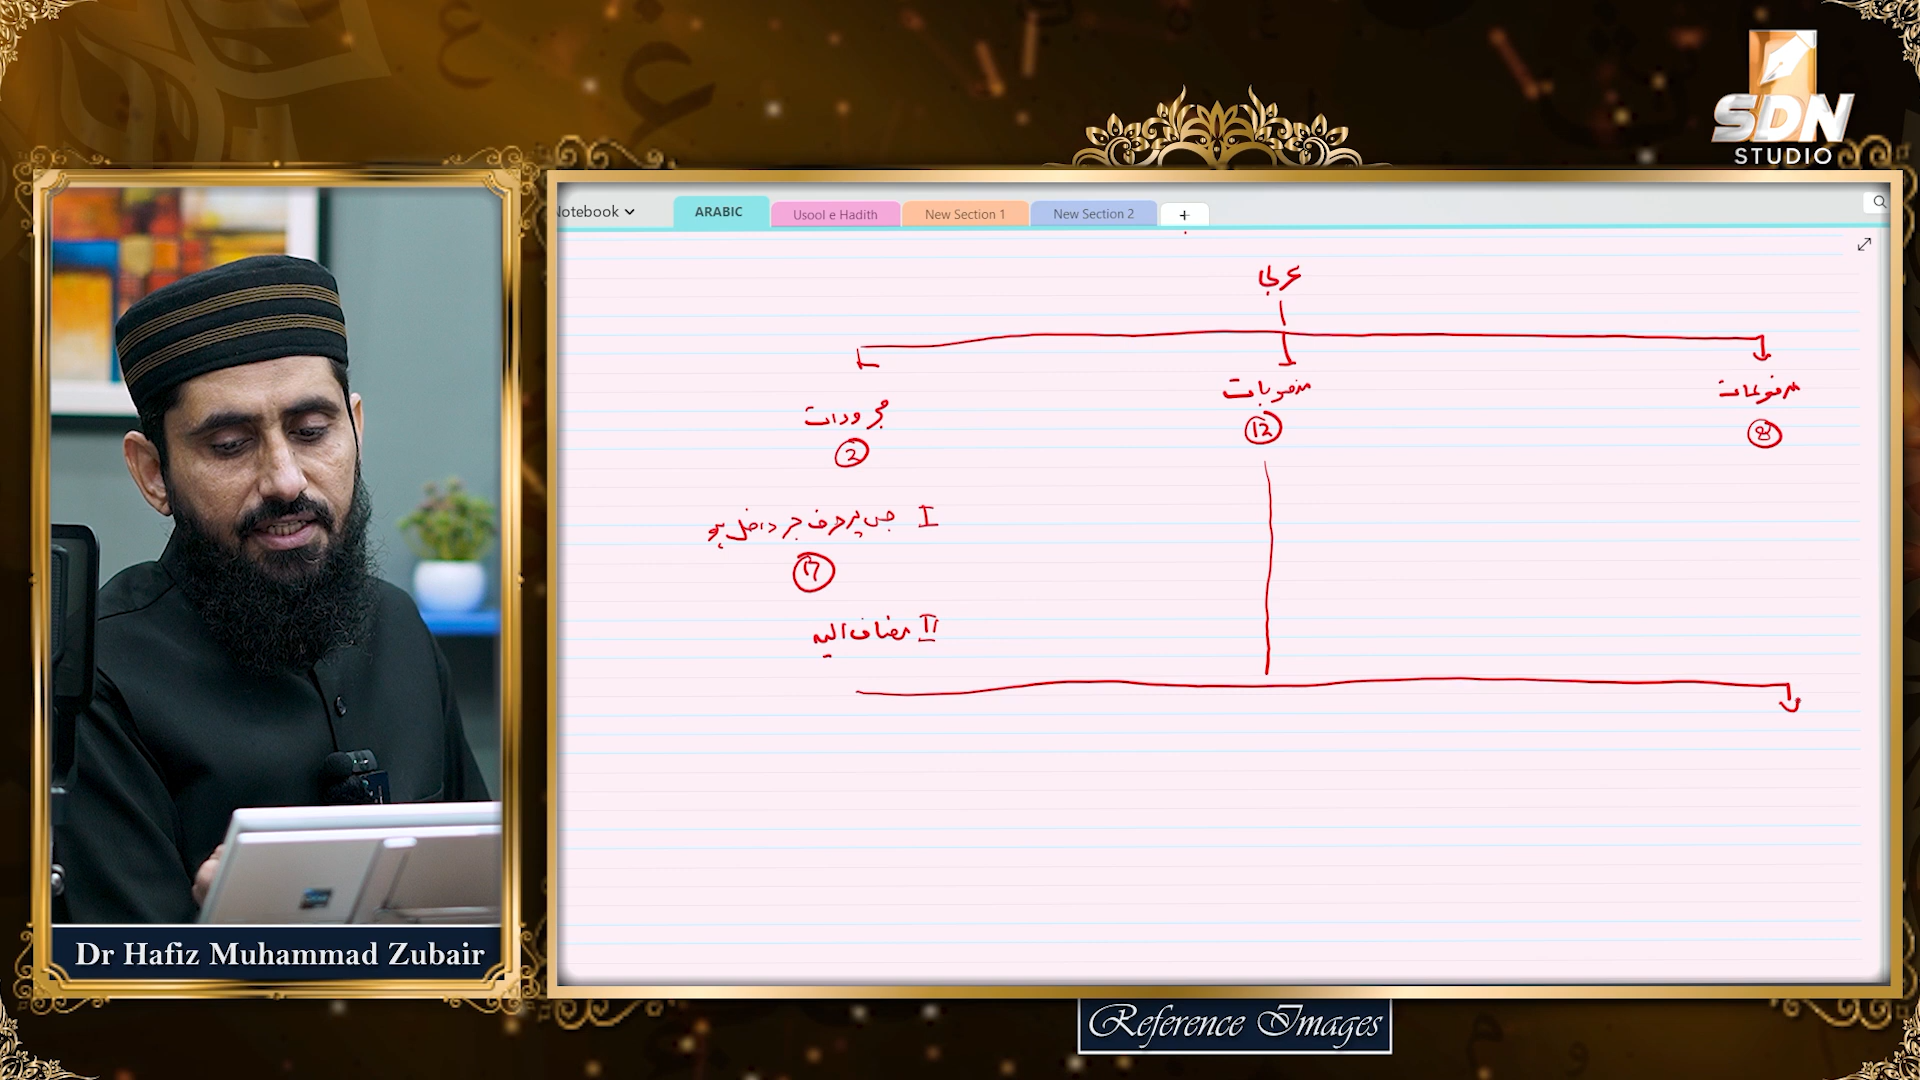 SDN
STUDIO
Notebook
ARABIC
Usool e Hadith
New Section 1
New Section 2
+
عربی
مرفوعات
8
منصوبات
12
مجرورات
2
I جس پر حرف جر داخل ہو
17
II مضاف الیہ
Dr Hafiz Muhammad Zubair
Reference Images